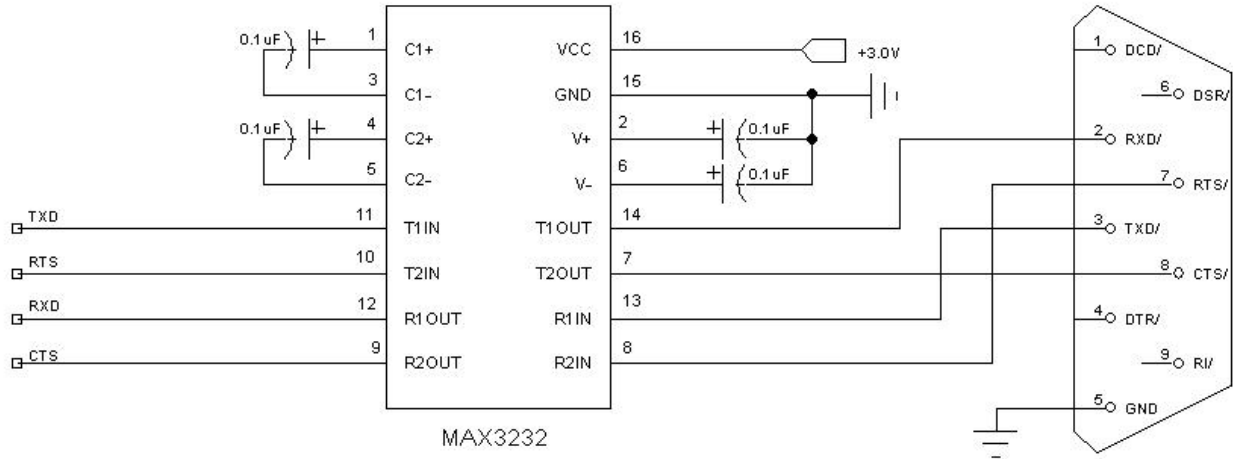 0.1uF
+
1
C1+
VCC
16
+3.0V
3
C1-
GND
15
0.1uF
+
4
C2+
V+
2
+
0.1uF
5
C2-
V-
6
+
0.1uF
TXD
11
T1IN
T1OUT
14
RTS
10
T2IN
T2OUT
7
RXD
12
R1OUT
R1IN
13
CTS
9
R2OUT
R2IN
8
MAX3232
1
DCD/
6
DSR/
2
RXD/
7
RTS/
3
TXD/
8
CTS/
4
DTR/
9
RI/
5
GND